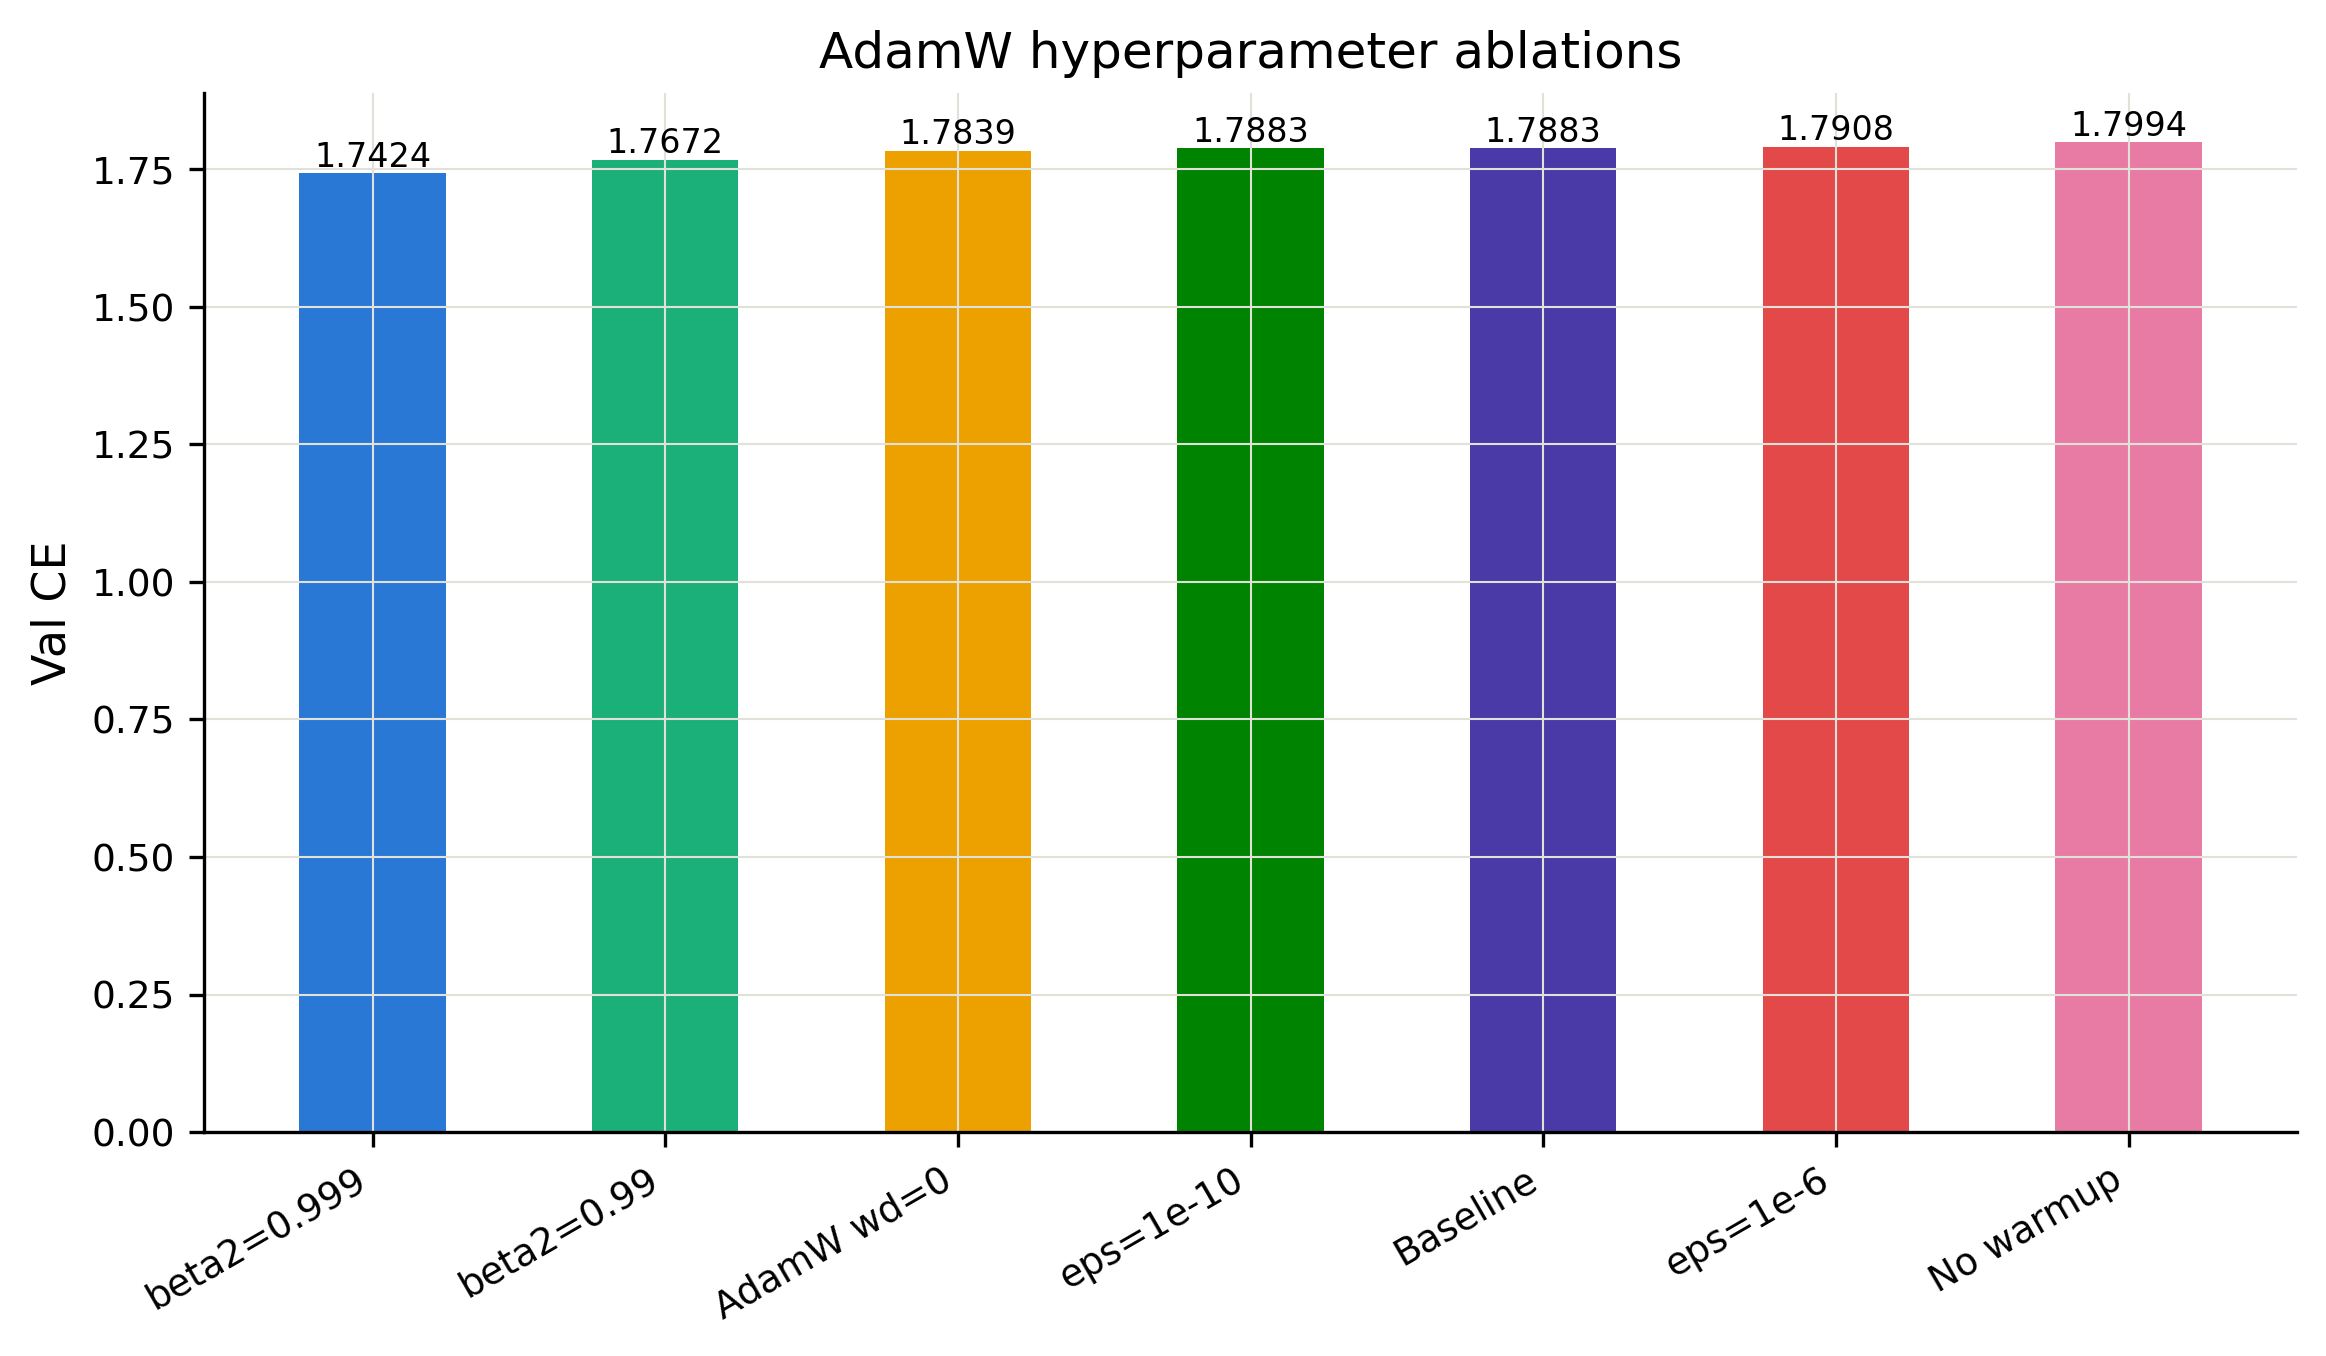 AdamW hyperparameter ablations
Val CE
1.75
1.50
1.25
1.00
0.75
0.50
0.25
0.00
1.7424
1.7672
1.7839
1.7883
1.7883
1.7908
1.7994
beta2=0.999
beta2=0.99
AdamW wd=0
eps=1e-10
Baseline
eps=1e-6
No warmup